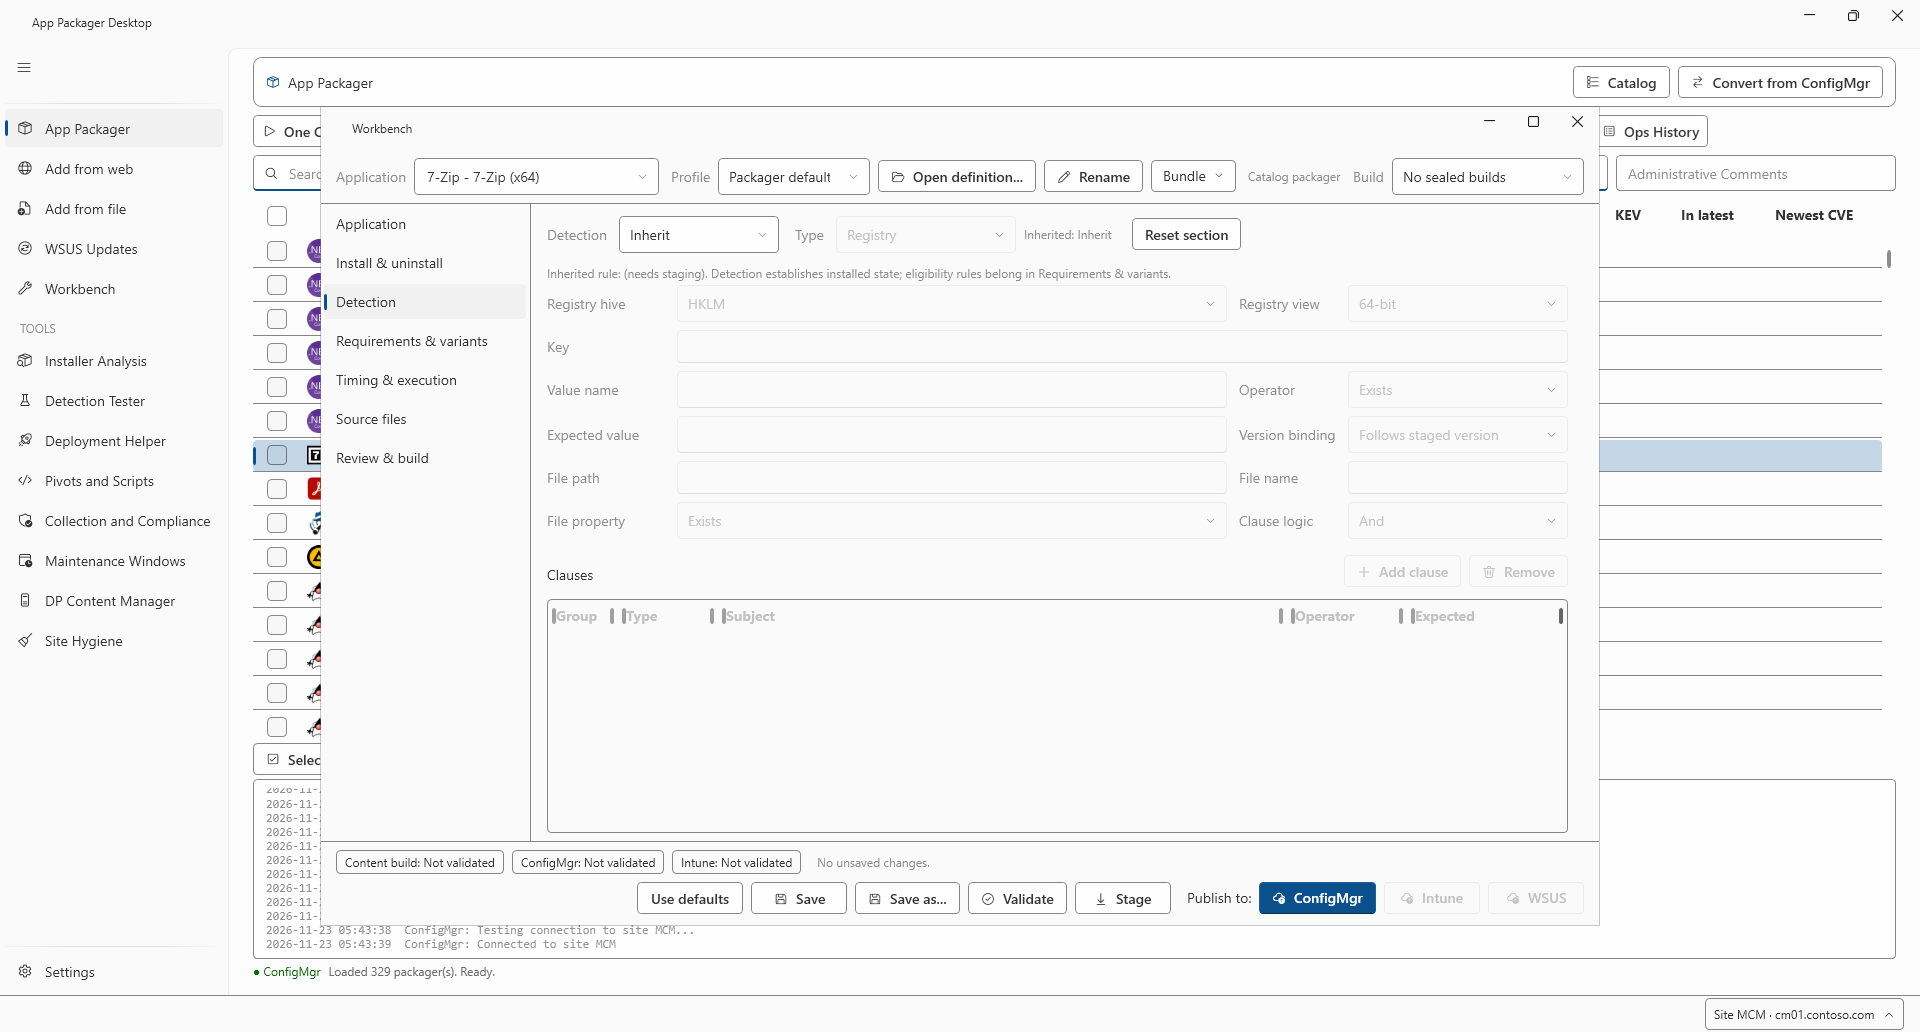 App Packager Desktop
App Packager
Add from web
Add from file
WSUS Updates
Workbench
TOOLS
Installer Analysis
Detection Tester
Deployment Helper
Pivots and Scripts
Collection and Compliance
Maintenance Windows
DP Content Manager
Site Hygiene
Settings
App Packager
Catalog
Convert from ConfigMgr
One
Ops History
Administrative Comments
KEV In latest Newest CVE
Workbench
Application 7-Zip - 7-Zip (x64) Profile Packager default Open definition... Rename Bundle Catalog packager Build No sealed builds
Application
Install & uninstall
Detection
Requirements & variants
Timing & execution
Source files
Review & build
Detection Inherit Type Registry Inherited: Inherit Reset section
Inherited rule: (needs staging). Detection establishes installed state; eligibility rules belong in Requirements & variants.
Registry hive HKLM Registry view 64-bit
Key
Value name Operator Exists
Expected value Version binding Follows staged version
File path File name
File property Exists Clause logic And
Clauses Add clause Remove
Group Type Subject Operator Expected
Content build: Not validated ConfigMgr: Not validated Intune: Not validated No unsaved changes.
Use defaults Save Save as... Validate Stage Publish to: ConfigMgr Intune WSUS
2026-11-23 05:43:38 ConfigMgr: Testing connection to site MCM...
2026-11-23 05:43:39 ConfigMgr: Connected to site MCM
ConfigMgr Loaded 329 packager(s). Ready.
Site MCM · cm01.contoso.com